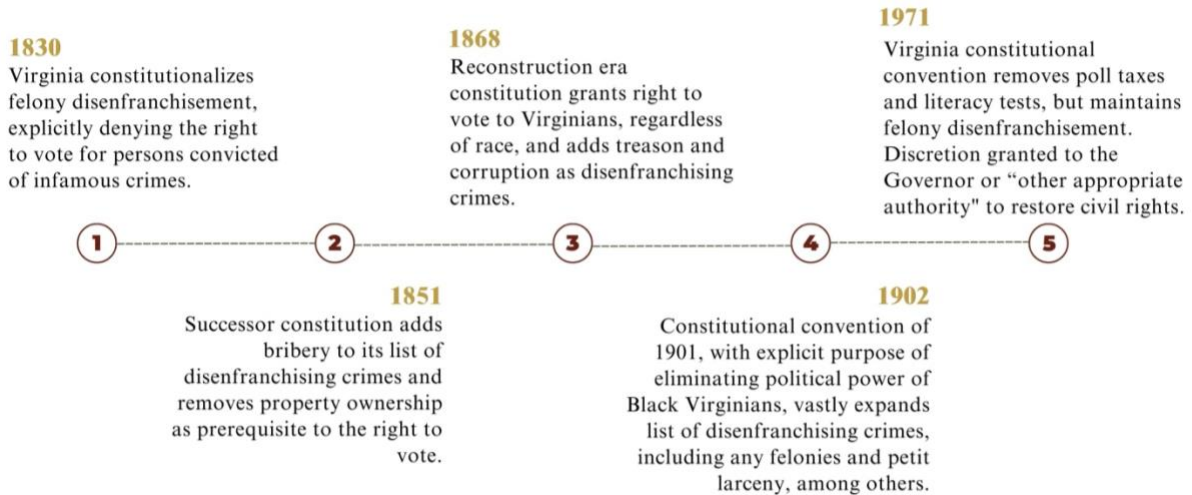 1830
Virginia constitutionalizes
felony disenfranchisement,
explicitly denying the right
to vote for persons convicted
of infamous crimes.
1868
Reconstruction era
constitution grants right to
vote to Virginians, regardless
of race, and adds treason and
corruption as disenfranchising
crimes.
1971
Virginia constitutional
convention removes poll taxes
and literacy tests, but maintains
felony disenfranchisement.
Discretion granted to the
Governor or “other appropriate
authority" to restore civil rights.
1 2 3 4 5
1851
Successor constitution adds
bribery to its list of
disenfranchising crimes and
removes property ownership
as prerequisite to the right to
vote.
1902
Constitutional convention of
1901, with explicit purpose of
eliminating political power of
Black Virginians, vastly expands
list of disenfranchising crimes,
including any felonies and petit
larceny, among others.